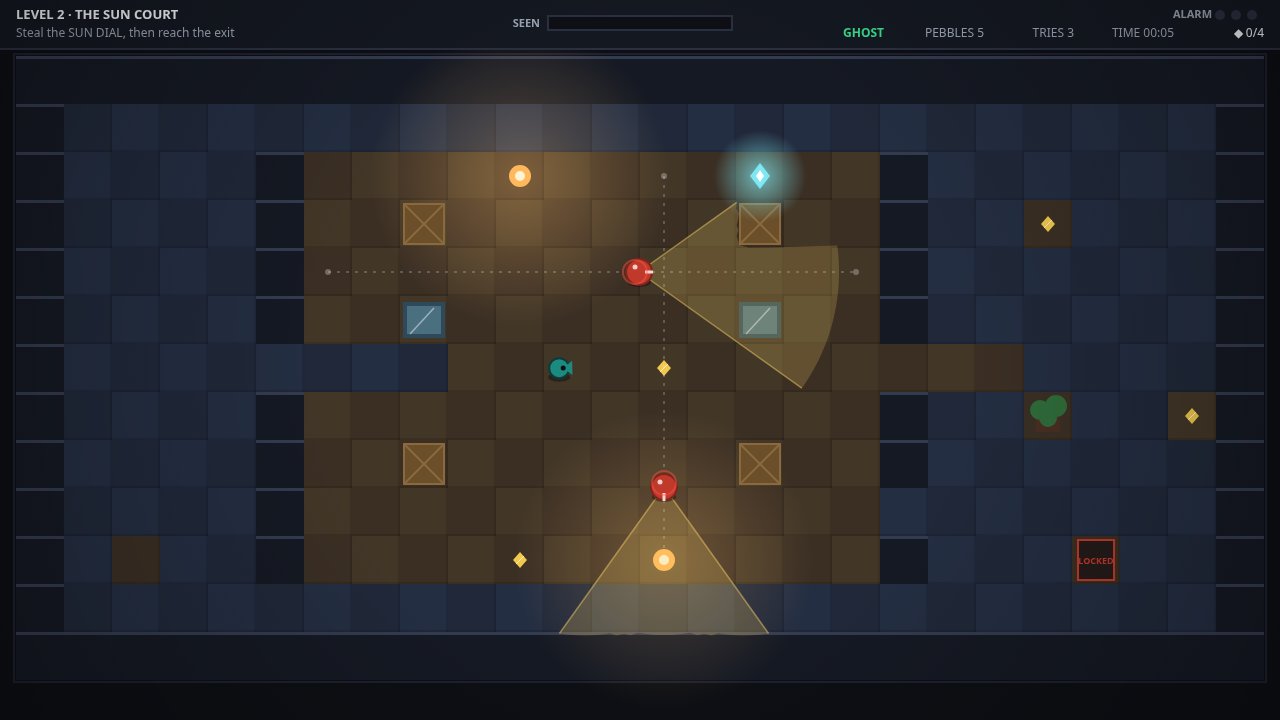 LEVEL 2 · THE SUN COURT
Steal the SUN DIAL, then reach the exit
SEEN
ALARM
GHOST
PEBBLES 5
TRIES 3
TIME 00:05
◆ 0/4
LOCKED